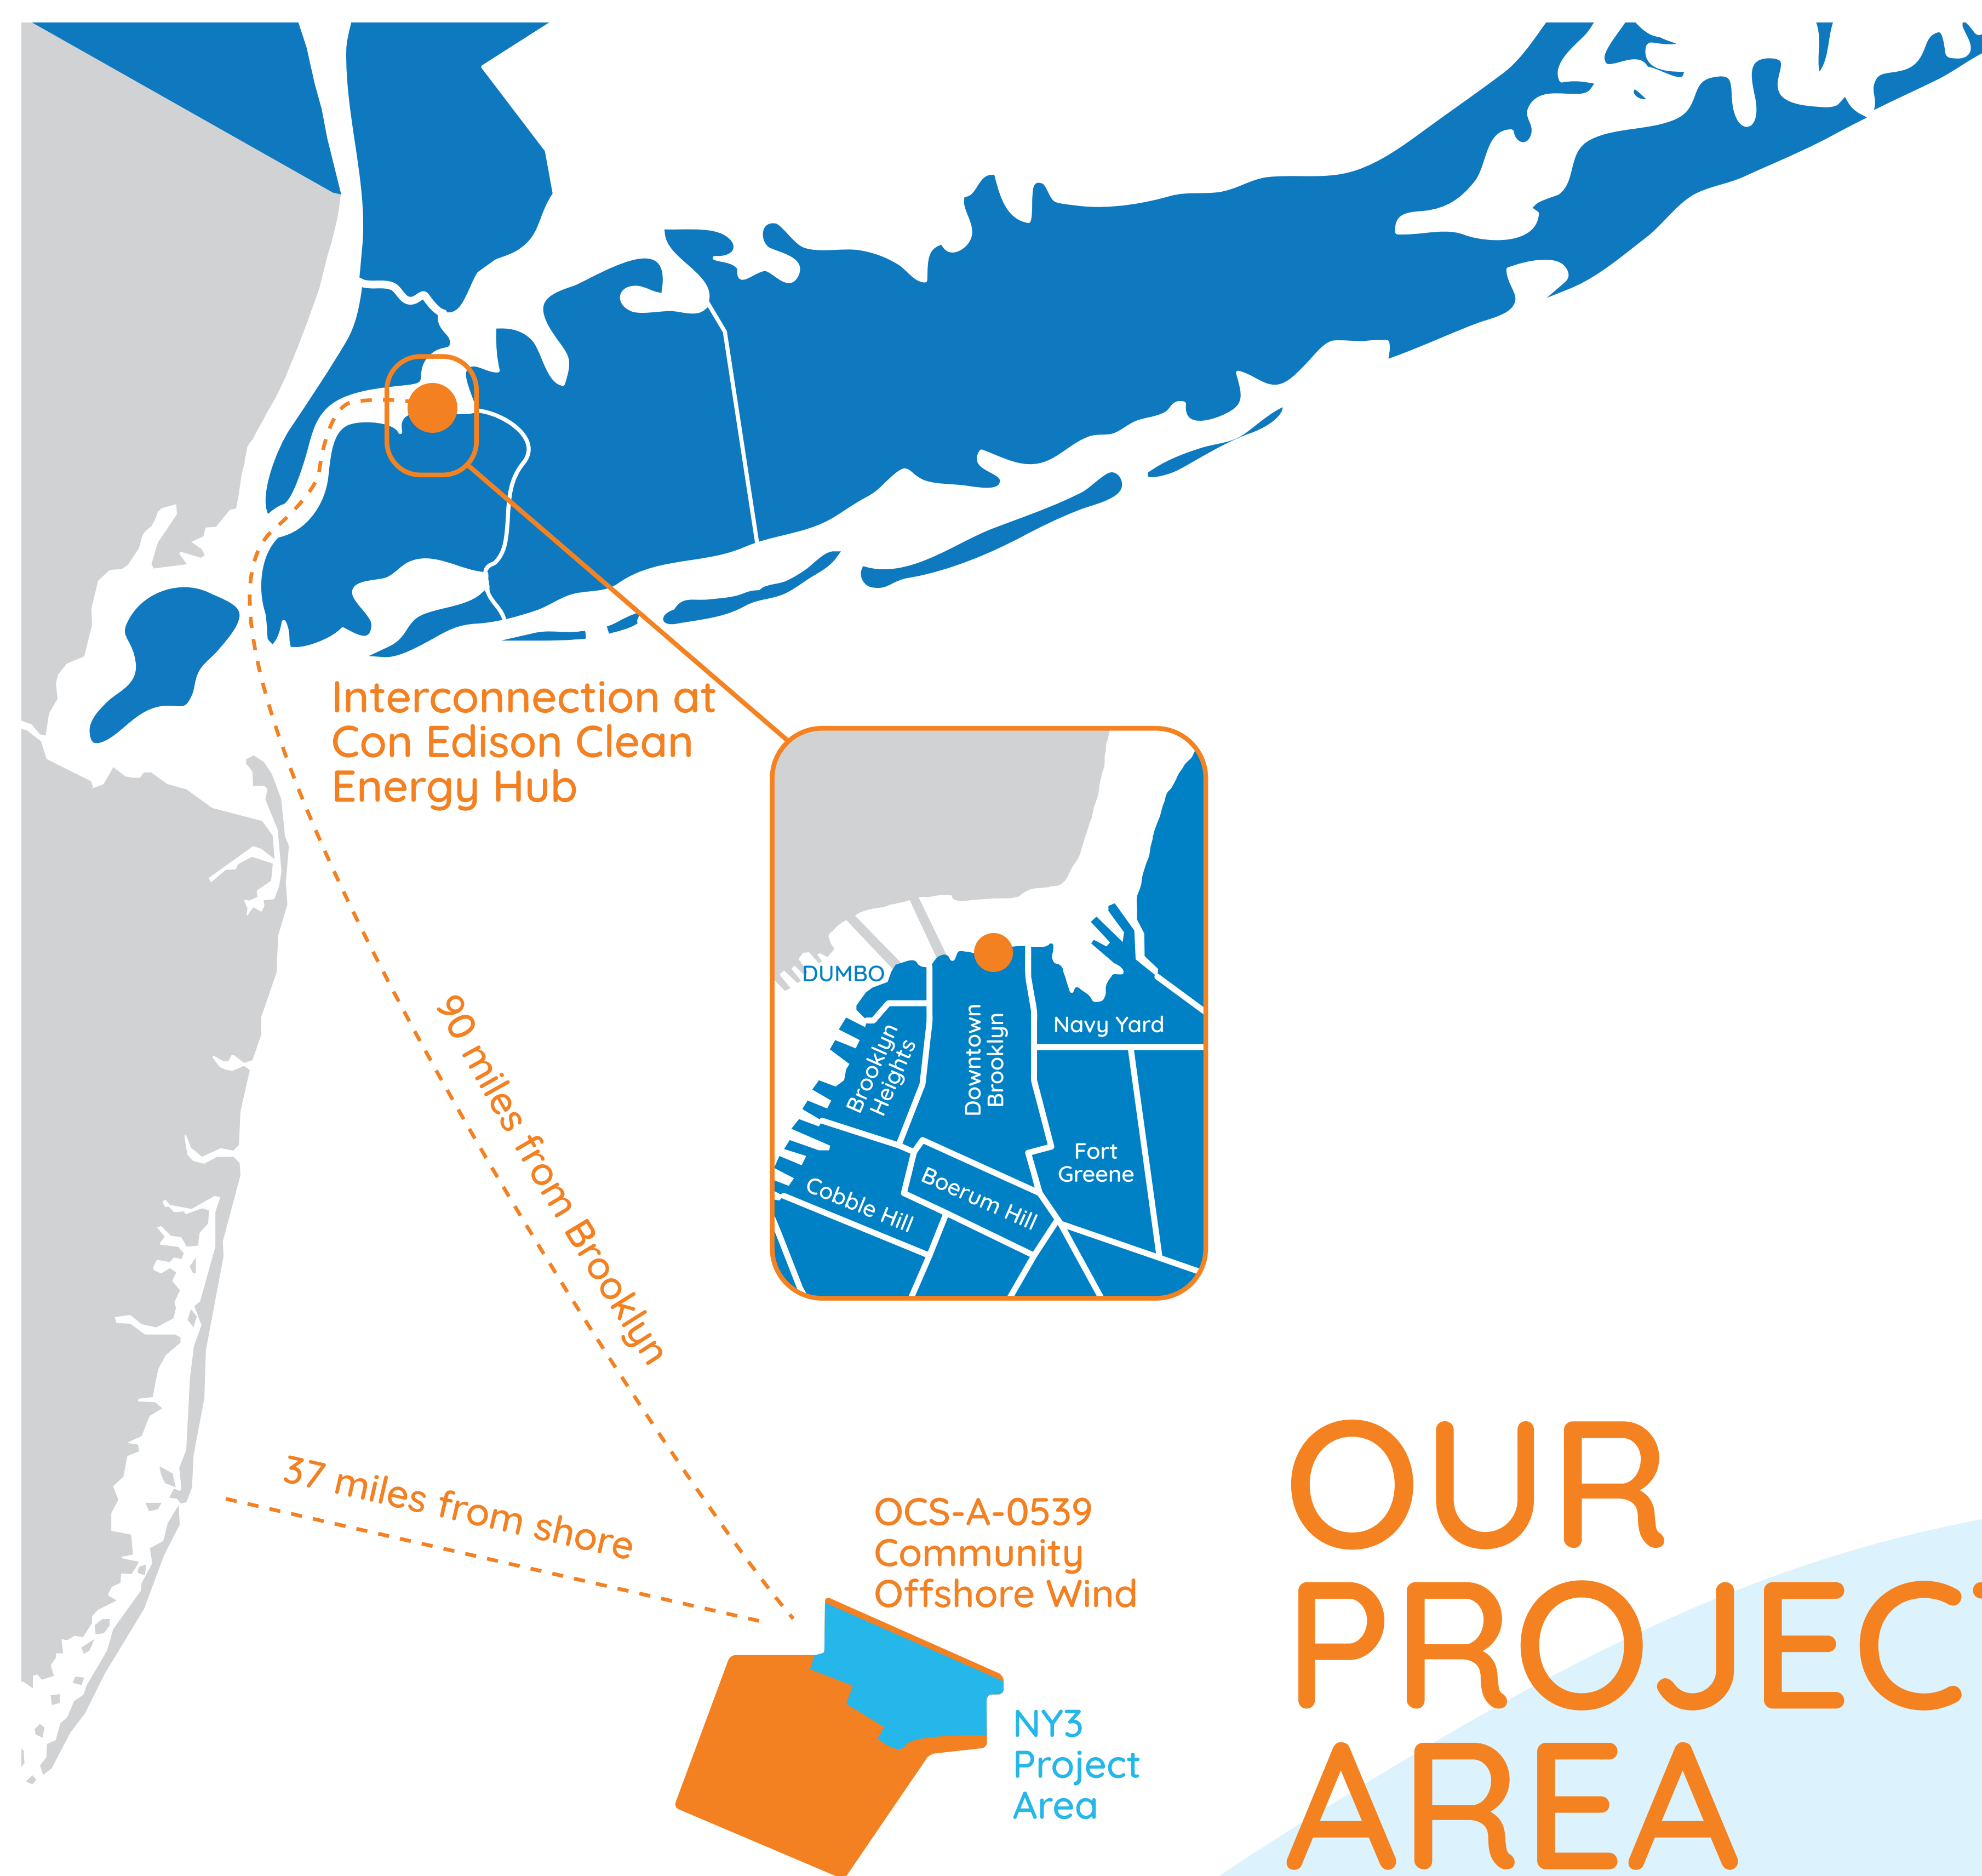 Interconnection at
Con Edison Clean
Energy Hub
DUMBO
Brooklyn
Heights
Downtown
Brooklyn
Navy Yard
Fort
Greene
Boerum Hill
Cobble Hill
90 miles from Brooklyn
37 miles from shore
OCS-A-0539
Community
Offshore Wind
NY3
Project
Area
OUR
PROJECT
AREA